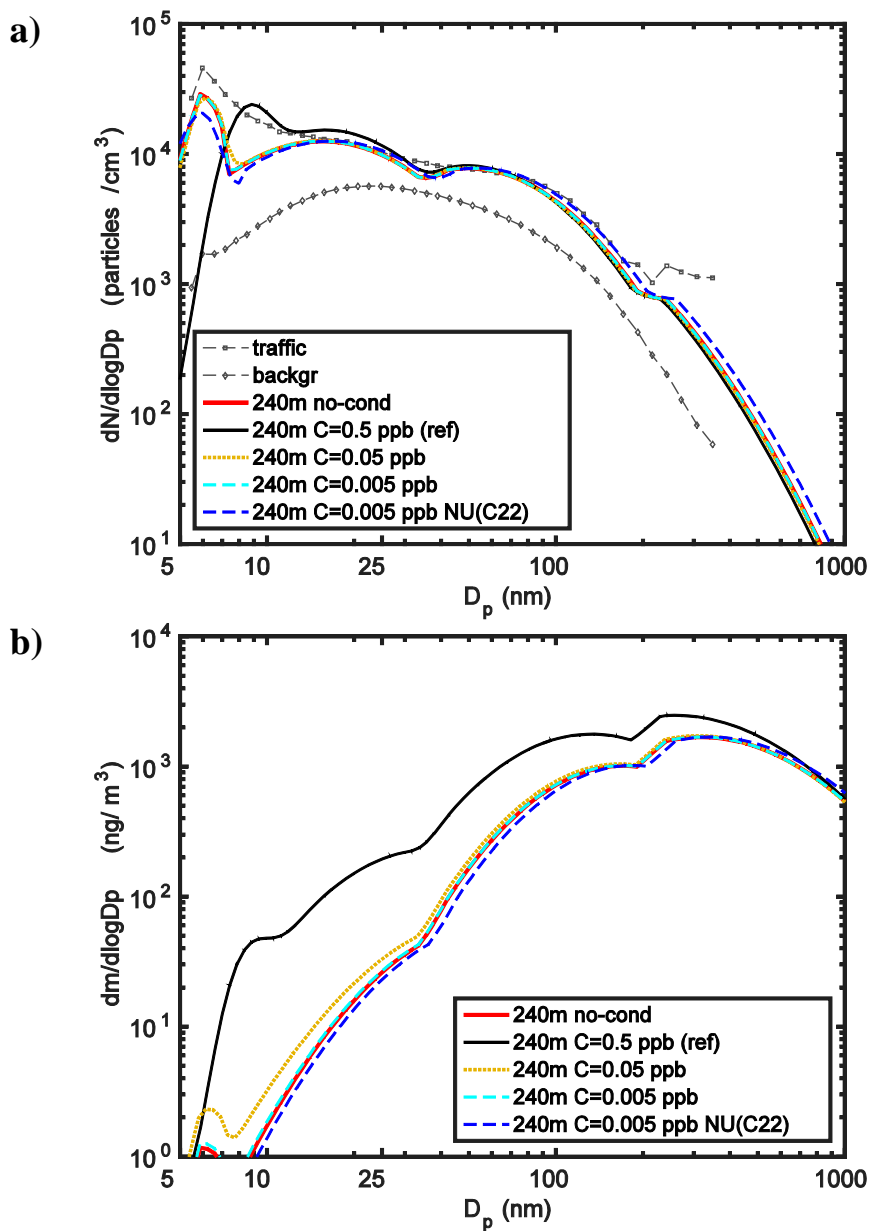 a)
10^5
10^4
10^3
10^2
10^1
dN/dlogDp (particles /cm^3)
traffic
backgr
240m no-cond
240m C=0.5 ppb (ref)
240m C=0.05 ppb
240m C=0.005 ppb
240m C=0.005 ppb NU(C22)
5 10 25 100 1000
D_p (nm)
b)
10^4
10^3
10^2
10^1
10^0
dm/dlogDp (ng/ m^3)
240m no-cond
240m C=0.5 ppb (ref)
240m C=0.05 ppb
240m C=0.005 ppb
240m C=0.005 ppb NU(C22)
5 10 25 100 1000
D_p (nm)